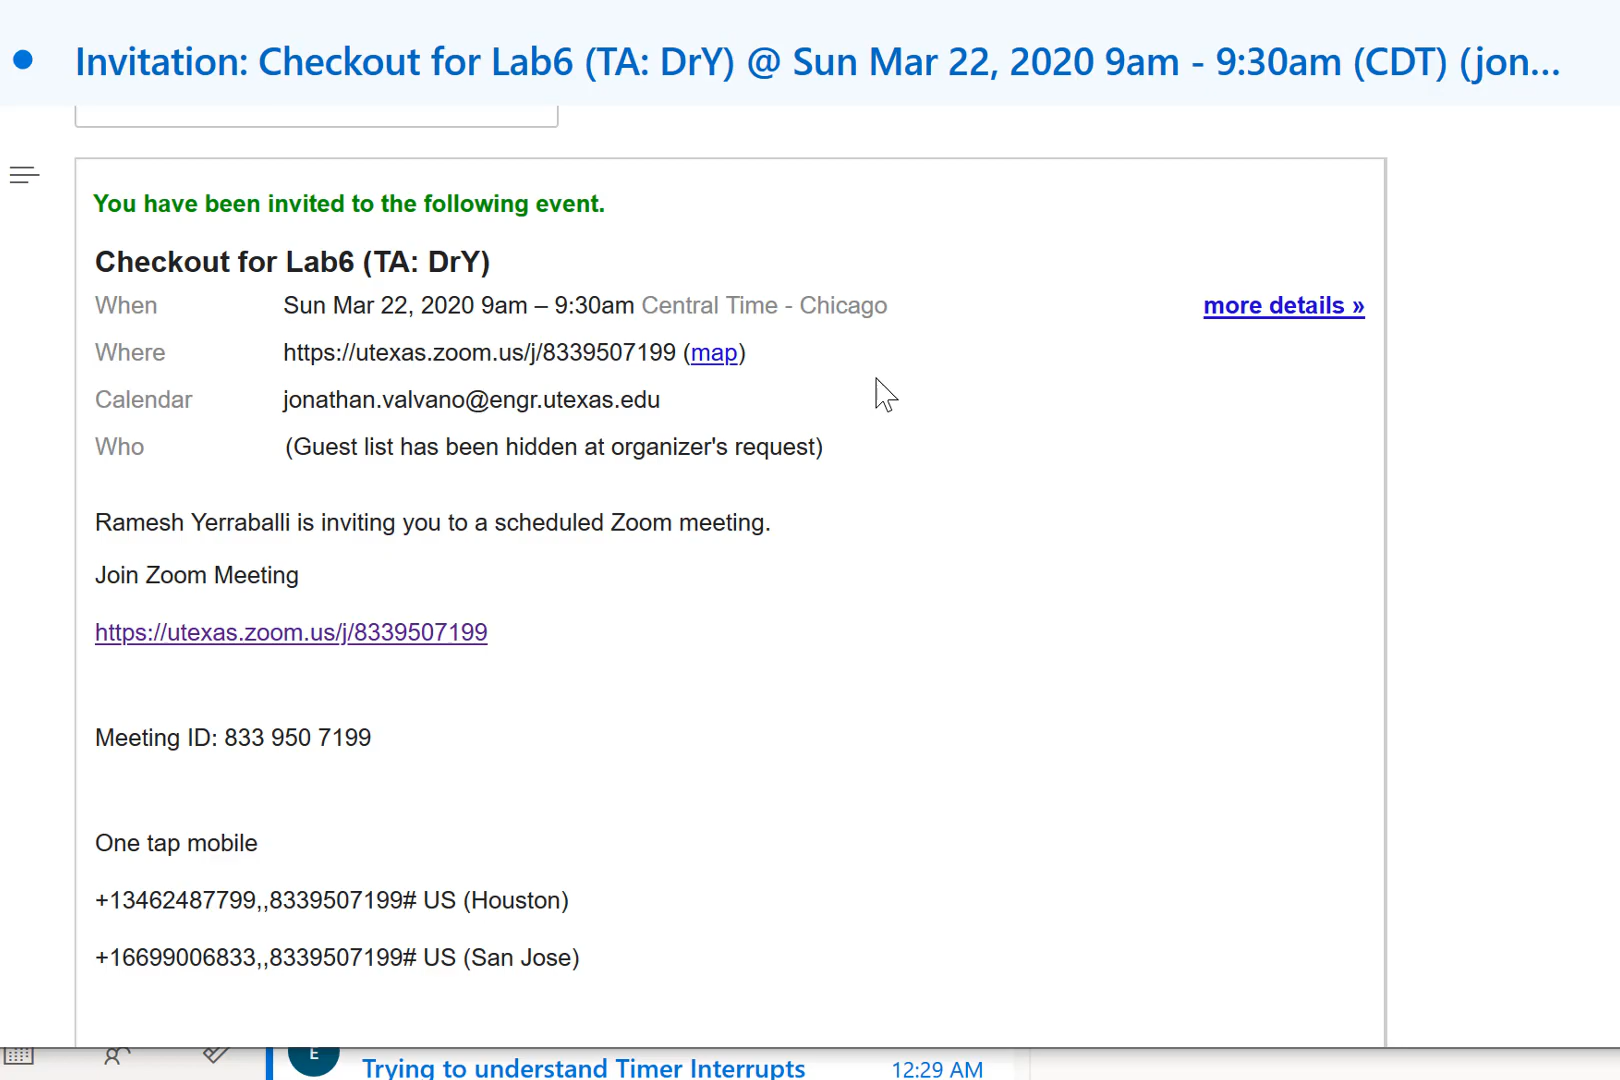 Invitation: Checkout for Lab6 (TA: DrY) @ Sun Mar 22, 2020 9am - 9:30am (CDT) (jon...
You have been invited to the following event.
Checkout for Lab6 (TA: DrY)
When Sun Mar 22, 2020 9am – 9:30am Central Time - Chicago more details »
Where https://utexas.zoom.us/j/8339507199 (map)
Calendar jonathan.valvano@engr.utexas.edu
Who (Guest list has been hidden at organizer's request)
Ramesh Yerraballi is inviting you to a scheduled Zoom meeting.
Join Zoom Meeting
https://utexas.zoom.us/j/8339507199
Meeting ID: 833 950 7199
One tap mobile
+13462487799,,8339507199# US (Houston)
+16699006833,,8339507199# US (San Jose)
E Trying to understand Timer Interrupts 12:29 AM